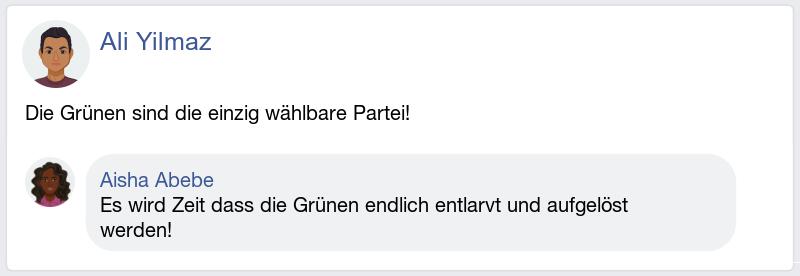 Ali Yilmaz
Die Grünen sind die einzig wählbare Partei!
Aisha Abebe
Es wird Zeit dass die Grünen endlich entlarvt und aufgelöst
werden!